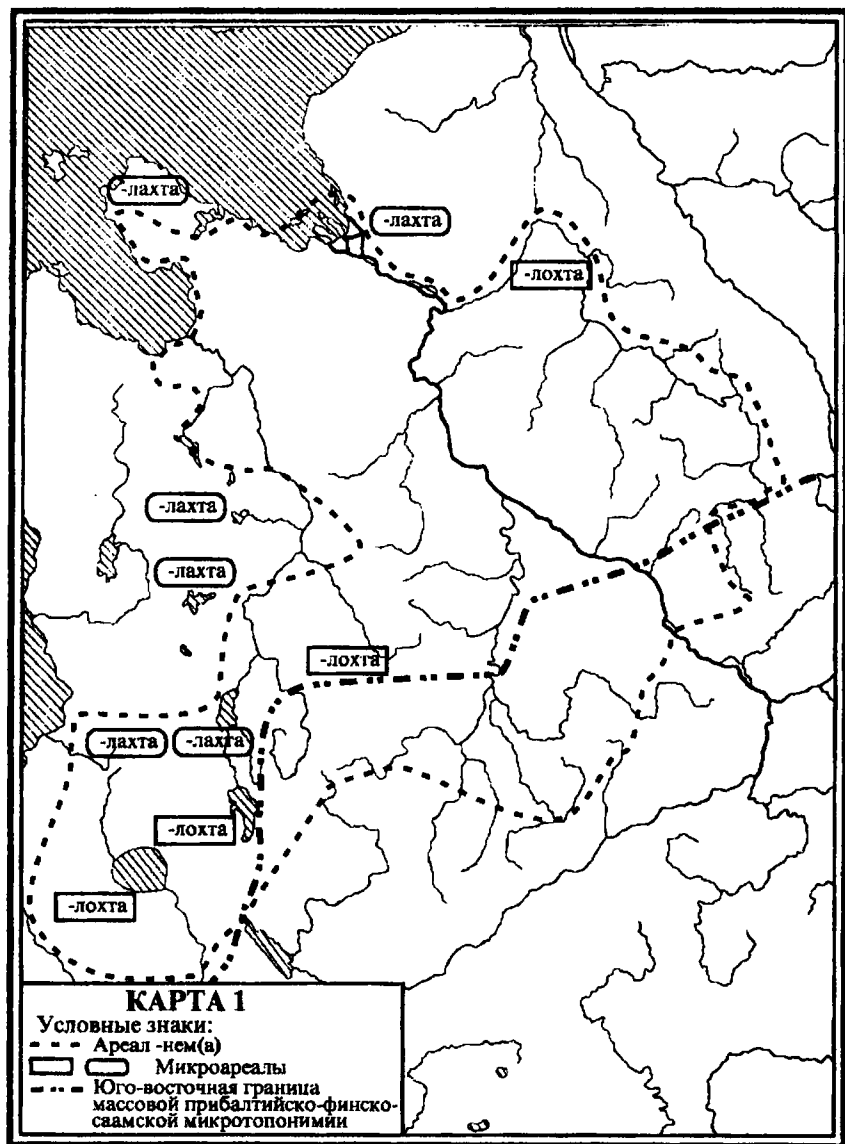 -лахта
-лахта
-лохта
-лахта
-лахта
-лохта
-лахта
-лахта
-лохта
-лохта
КАРТА 1
Условные знаки:
Ареал -нем(а)
Микроареалы
Юго-восточная граница
массовой прибалтийско-финско-
саамской микротопонимии